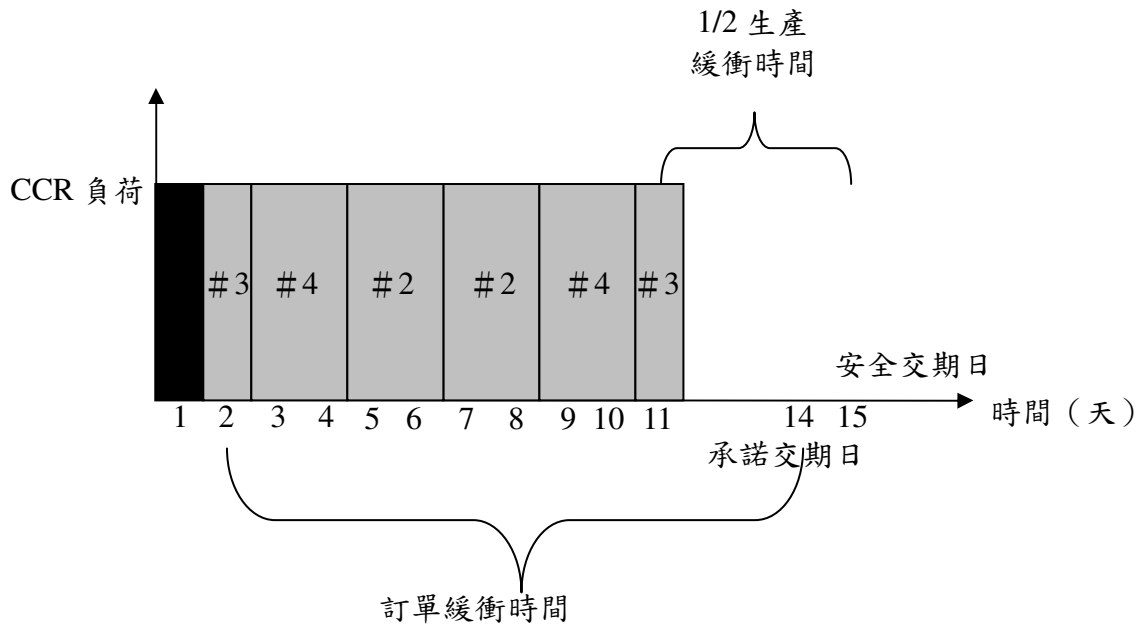 1/2 生產
緩衝時間
CCR 負荷
#3 #4 #2 #2 #4 #3
安全交期日
1 2 3 4 5 6 7 8 9 10 11 14 15 時間（天）
承諾交期日
訂單緩衝時間